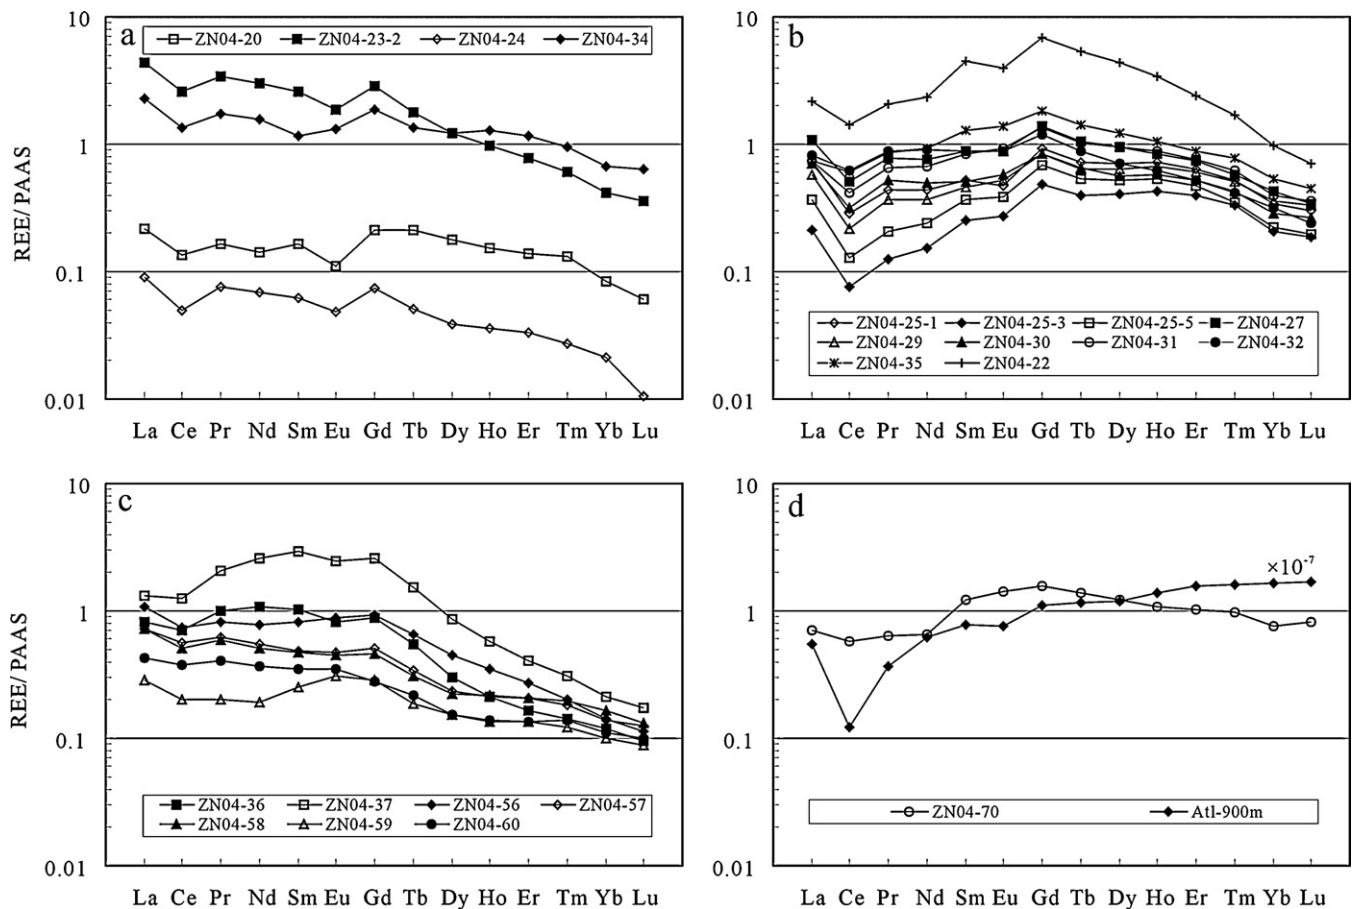 a
ZN04-20 ZN04-23-2 ZN04-24 ZN04-34
REE/PAAS
10
1
0.1
0.01
La Ce Pr Nd Sm Eu Gd Tb Dy Ho Er Tm Yb Lu
b
10
1
0.1
0.01
ZN04-25-1 ZN04-25-3 ZN04-25-5 ZN04-27
ZN04-29 ZN04-30 ZN04-31 ZN04-32
ZN04-35 ZN04-22
La Ce Pr Nd Sm Eu Gd Tb Dy Ho Er Tm Yb Lu
c
REE/PAAS
10
1
0.1
0.01
ZN04-36 ZN04-37 ZN04-56 ZN04-57
ZN04-58 ZN04-59 ZN04-60
La Ce Pr Nd Sm Eu Gd Tb Dy Ho Er Tm Yb Lu
d
10
1
0.1
0.01
×10⁻⁷
ZN04-70 Atl-900m
La Ce Pr Nd Sm Eu Gd Tb Dy Ho Er Tm Yb Lu